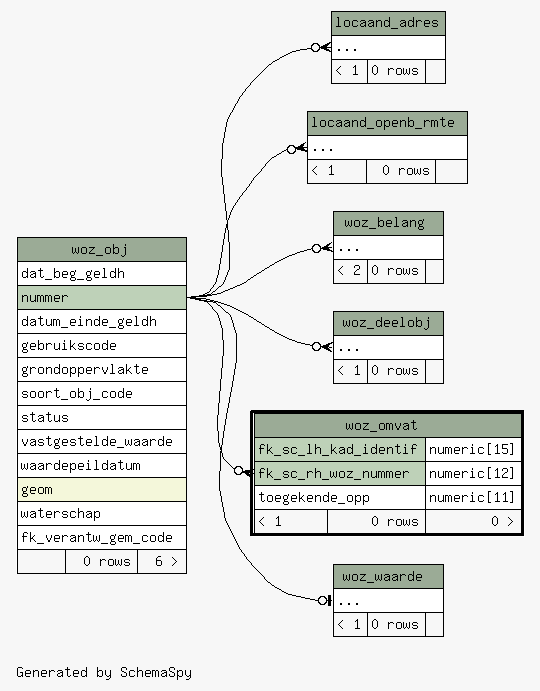 locaand_adres
...
< 1 0 rows
locaand_openb_rmte
...
< 1 0 rows
woz_belang
...
< 2 0 rows
woz_deelobj
...
< 1 0 rows
woz_obj
dat_beg_geldh
nummer
datum_einde_geldh
gebruikscode
grondoppervlakte
soort_obj_code
status
vastgestelde_waarde
waardepeildatum
geom
waterschap
fk_verantw_gem_code
0 rows 6 >
woz_omvat
fk_sc_lh_kad_identif numeric[15]
fk_sc_rh_woz_nummer numeric[12]
toegekende_opp numeric[11]
< 1 0 rows 0 >
woz_waarde
...
< 1 0 rows
Generated by SchemaSpy